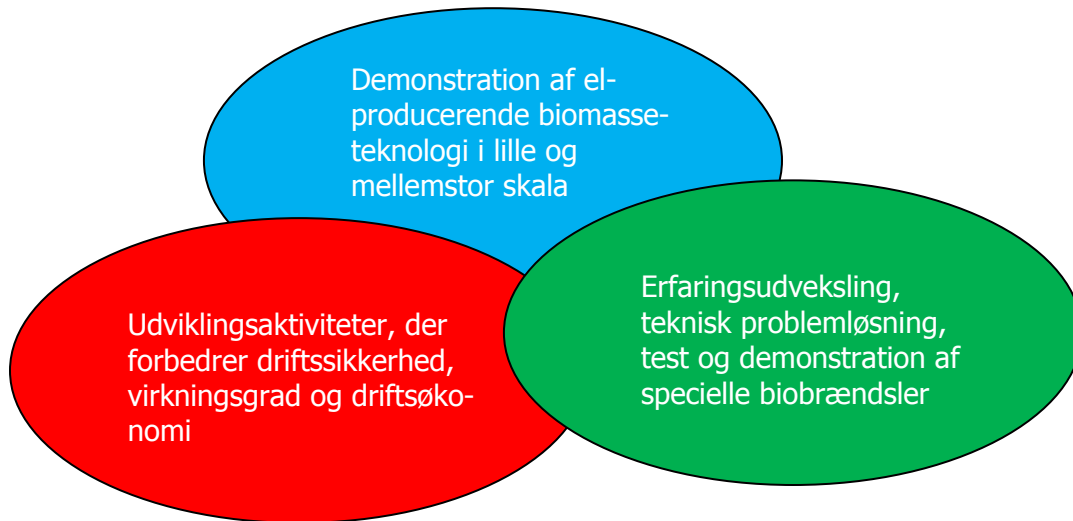 Demonstration af el-
producerende biomasse-
teknologi i lille og
mellemstor skala
Udviklingsaktiviteter, der
forbedrer driftssikkerhed,
virkningsgrad og driftsøko-
nomi
Erfaringsudveksling,
teknisk problemløsning,
test og demonstration af
specielle biobrændsler